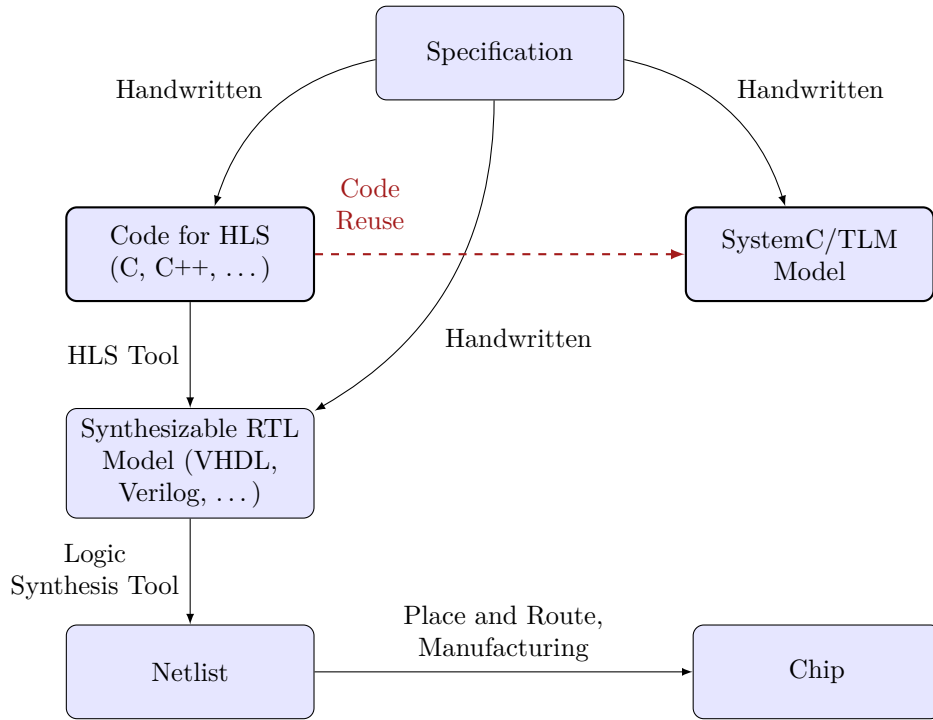 Specification
Handwritten
Handwritten
Code
Reuse
Code for HLS
(C, C++, . . . )
SystemC/TLM
Model
Handwritten
HLS Tool
Synthesizable RTL
Model (VHDL,
Verilog, . . . )
Logic
Synthesis Tool
Place and Route,
Manufacturing
Netlist
Chip